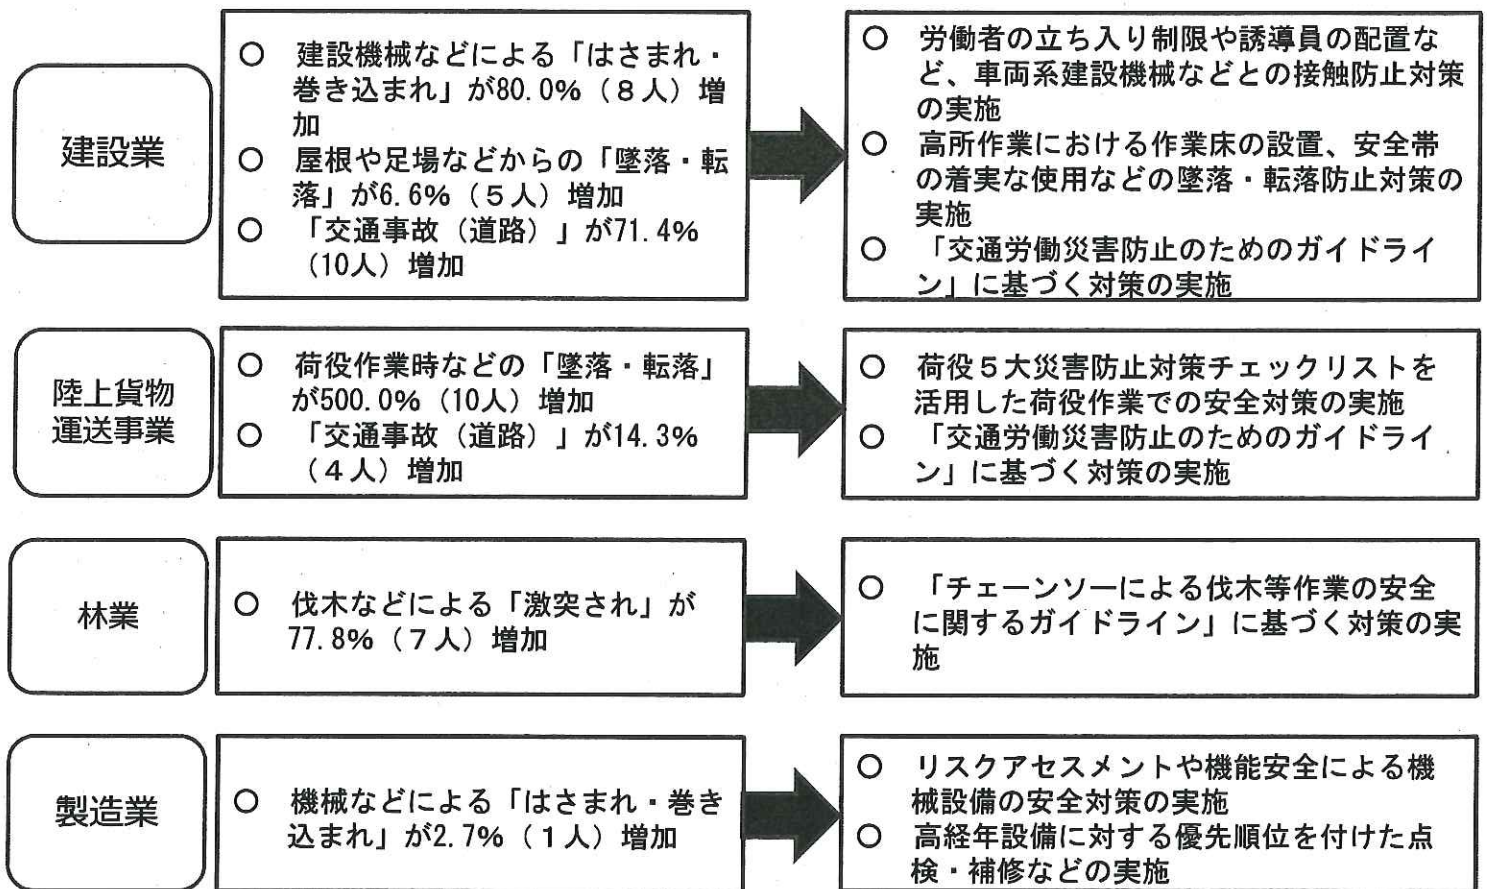 建設業
○ 建設機械などによる「はさまれ・
巻き込まれ」が80.0%（８人）増
加
○ 屋根や足場などからの「墜落・転
落」が6.6%（５人）増加
○ 「交通事故（道路）」が71.4%
（10人）増加
○ 労働者の立ち入り制限や誘導員の配置な
ど、車両系建設機械などとの接触防止対策
の実施
○ 高所作業における作業床の設置、安全帯
の着実な使用などの墜落・転落防止対策の
実施
○ 「交通労働災害防止のためのガイドライ
ン」に基づく対策の実施
陸上貨物
運送事業
○ 荷役作業時などの「墜落・転落」
が500.0%（10人）増加
○ 「交通事故（道路）」が14.3%
（４人）増加
○ 荷役５大災害防止対策チェックリストを
活用した荷役作業での安全対策の実施
○ 「交通労働災害防止のためのガイドライ
ン」に基づく対策の実施
林業
○ 伐木などによる「激突され」が
77.8%（７人）増加
○ 「チェーンソーによる伐木等作業の安全
に関するガイドライン」に基づく対策の実
施
製造業
○ 機械などによる「はさまれ・巻き
込まれ」が2.7%（１人）増加
○ リスクアセスメントや機能安全による機
械設備の安全対策の実施
○ 高経年設備に対する優先順位を付けた点
検・補修などの実施